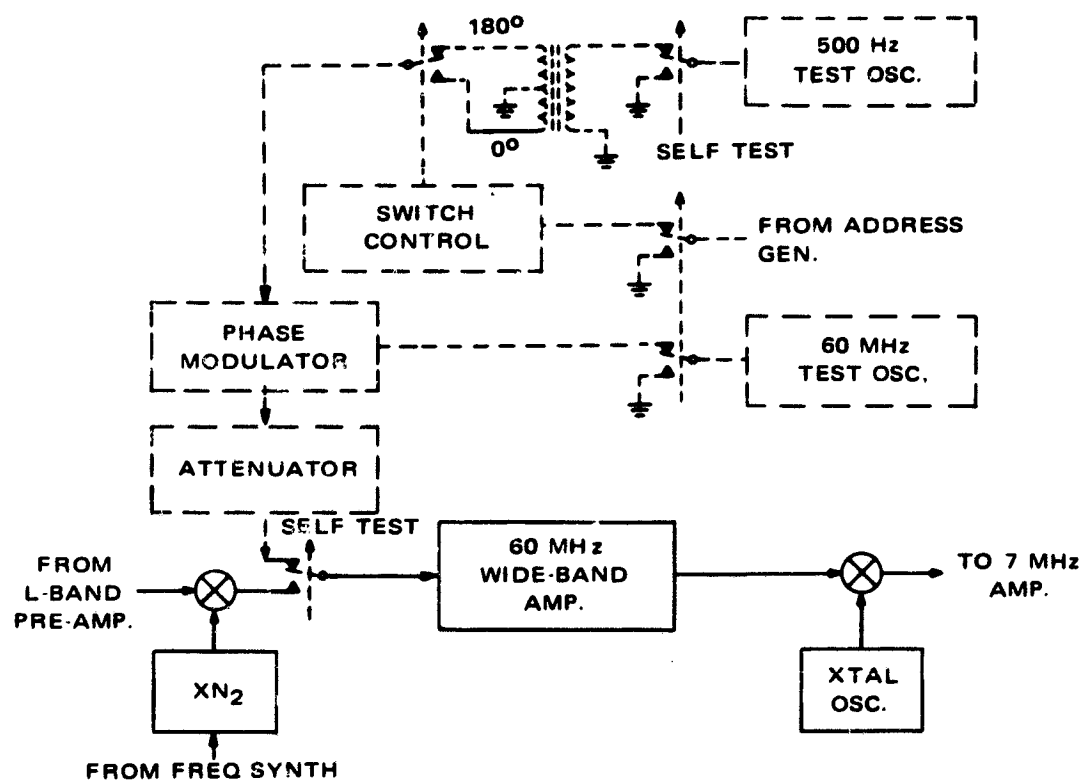 180°
500 Hz
TEST OSC.
0°
SELF TEST
SWITCH
CONTROL
FROM ADDRESS
GEN.
PHASE
MODULATOR
60 MHz
TEST OSC.
ATTENUATOR
SELF TEST
FROM
L-BAND
PRE-AMP.
60 MHz
WIDE-BAND
AMP.
TO 7 MHz
AMP.
XN2
XTAL
OSC.
FROM FREQ SYNTH